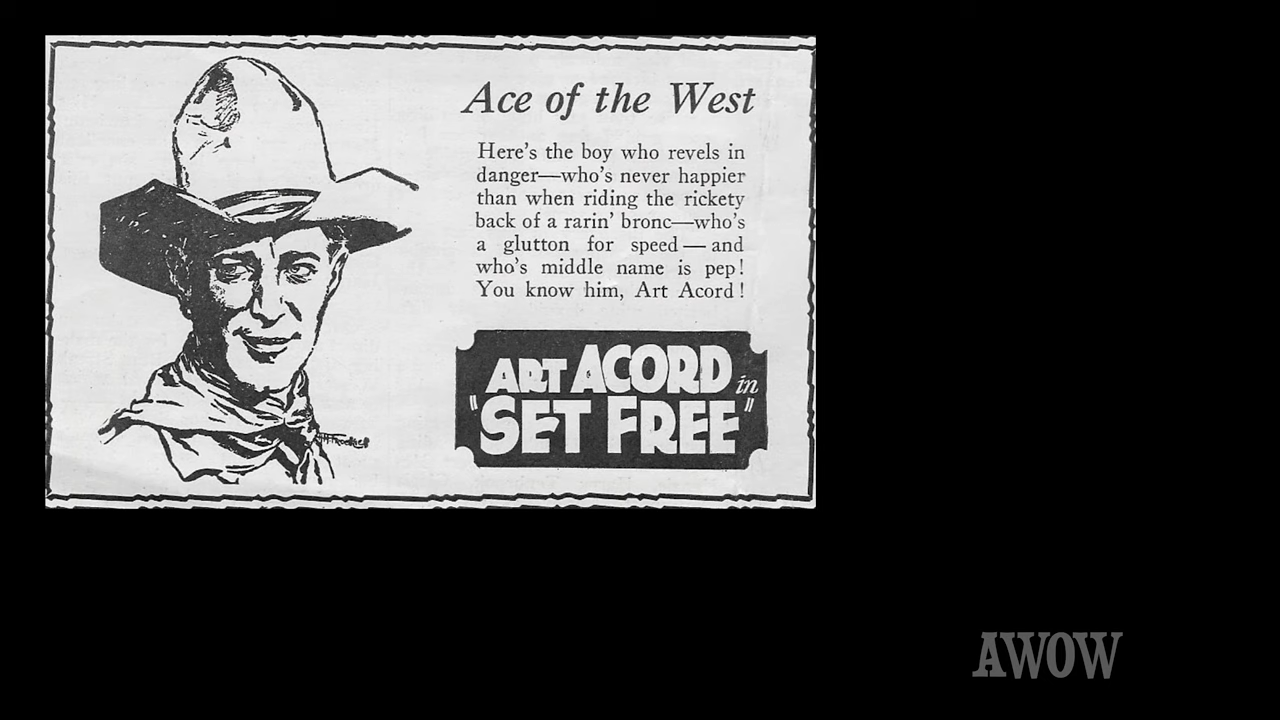 Ace of the West
Here's the boy who revels in
danger—who's never happier
than when riding the rickety
back of a rarin' bronc—who's
a glutton for speed — and
who's middle name is pep!
You know him, Art Acord!
ART ACORD in
"SET FREE"
AWOW